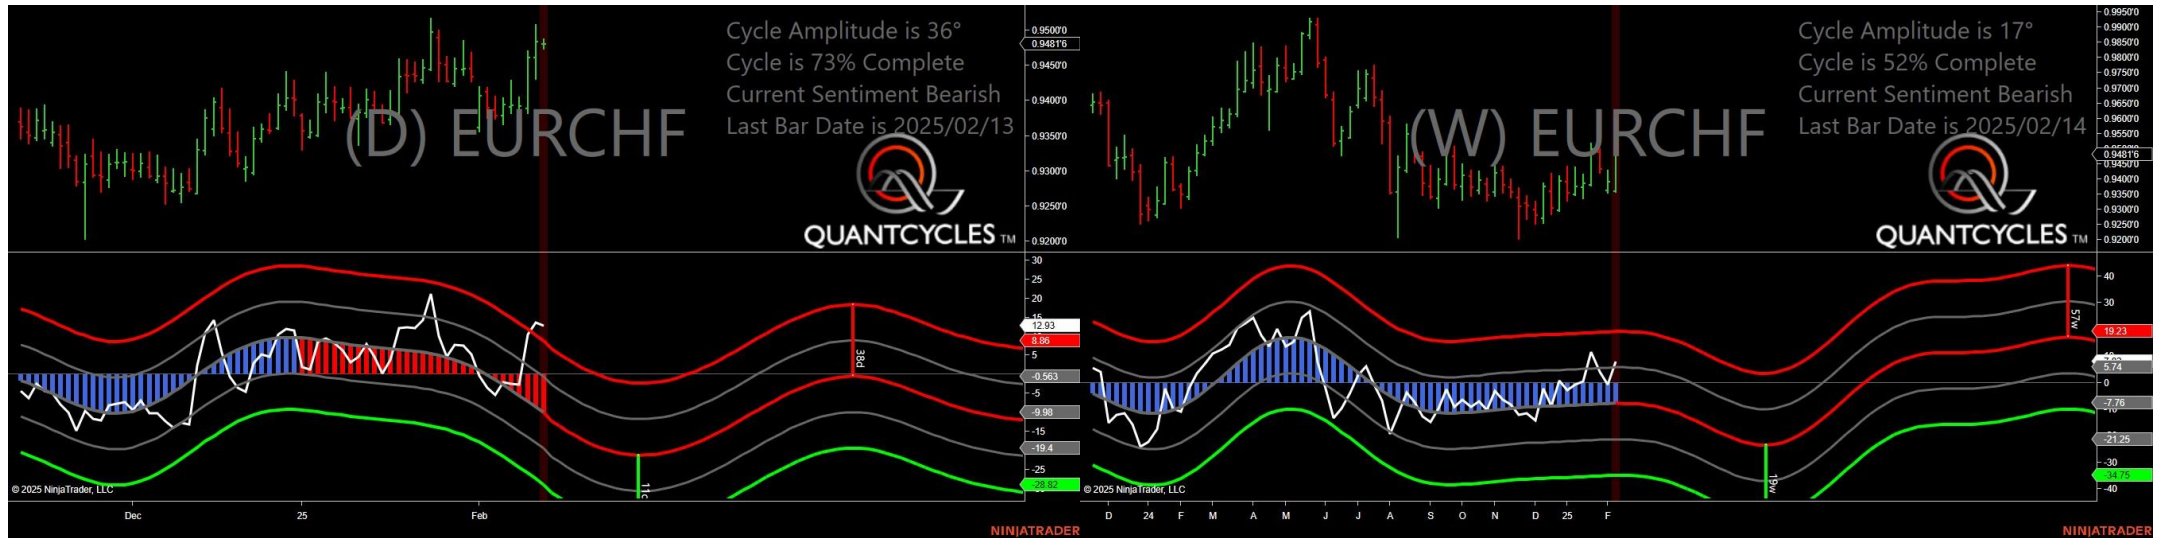 Cycle Amplitude is 36°
Cycle is 73% Complete
Current Sentiment Bearish
Last Bar Date is 2025/02/13
(D) EURCHF
QUANTCYCLES TM
0.9500'0
0.9481'6
0.9450'0
0.9400'0
0.9350'0
0.9300'0
0.9250'0
0.9200'0
30
25
20
15
12.93
8.86
5
-0.563
-5
-9.98
-15
-19.4
-25
-28.82
38d
© 2025 NinjaTrader, LLC
Dec 25 Feb
NINJATRADER
Cycle Amplitude is 17°
Cycle is 52% Complete
Current Sentiment Bearish
Last Bar Date is 2025/02/14
(W) EURCHF
QUANTCYCLES TM
0.9950'0
0.9900'0
0.9850'0
0.9800'0
0.9750'0
0.9700'0
0.9650'0
0.9600'0
0.9550'0
0.9481'6
0.9450'0
0.9400'0
0.9350'0
0.9300'0
0.9250'0
0.9200'0
40
30
19.23
5.74
0
-7.76
-21.25
-30
-34.75
-40
57w
19w
© 2025 NinjaTrader, LLC
D 24 F M A M J J A S O N D 25 F
NINJATRADER